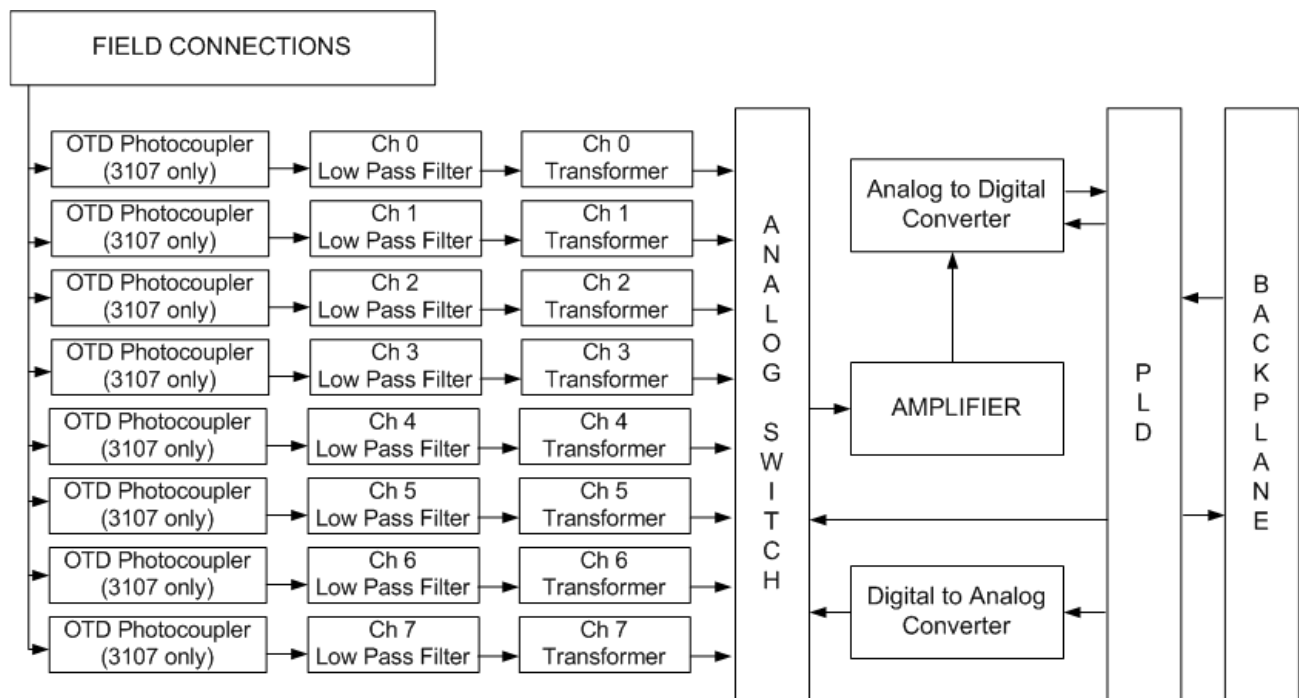 FIELD CONNECTIONS
OTD Photocoupler
(3107 only)
Ch 0
Low Pass Filter
Ch 0
Transformer
OTD Photocoupler
(3107 only)
Ch 1
Low Pass Filter
Ch 1
Transformer
OTD Photocoupler
(3107 only)
Ch 2
Low Pass Filter
Ch 2
Transformer
OTD Photocoupler
(3107 only)
Ch 3
Low Pass Filter
Ch 3
Transformer
OTD Photocoupler
(3107 only)
Ch 4
Low Pass Filter
Ch 4
Transformer
OTD Photocoupler
(3107 only)
Ch 5
Low Pass Filter
Ch 5
Transformer
OTD Photocoupler
(3107 only)
Ch 6
Low Pass Filter
Ch 6
Transformer
OTD Photocoupler
(3107 only)
Ch 7
Low Pass Filter
Ch 7
Transformer
ANALOG SWITCH
Analog to Digital
Converter
AMPLIFIER
Digital to Analog
Converter
PLD
BACKPLANE